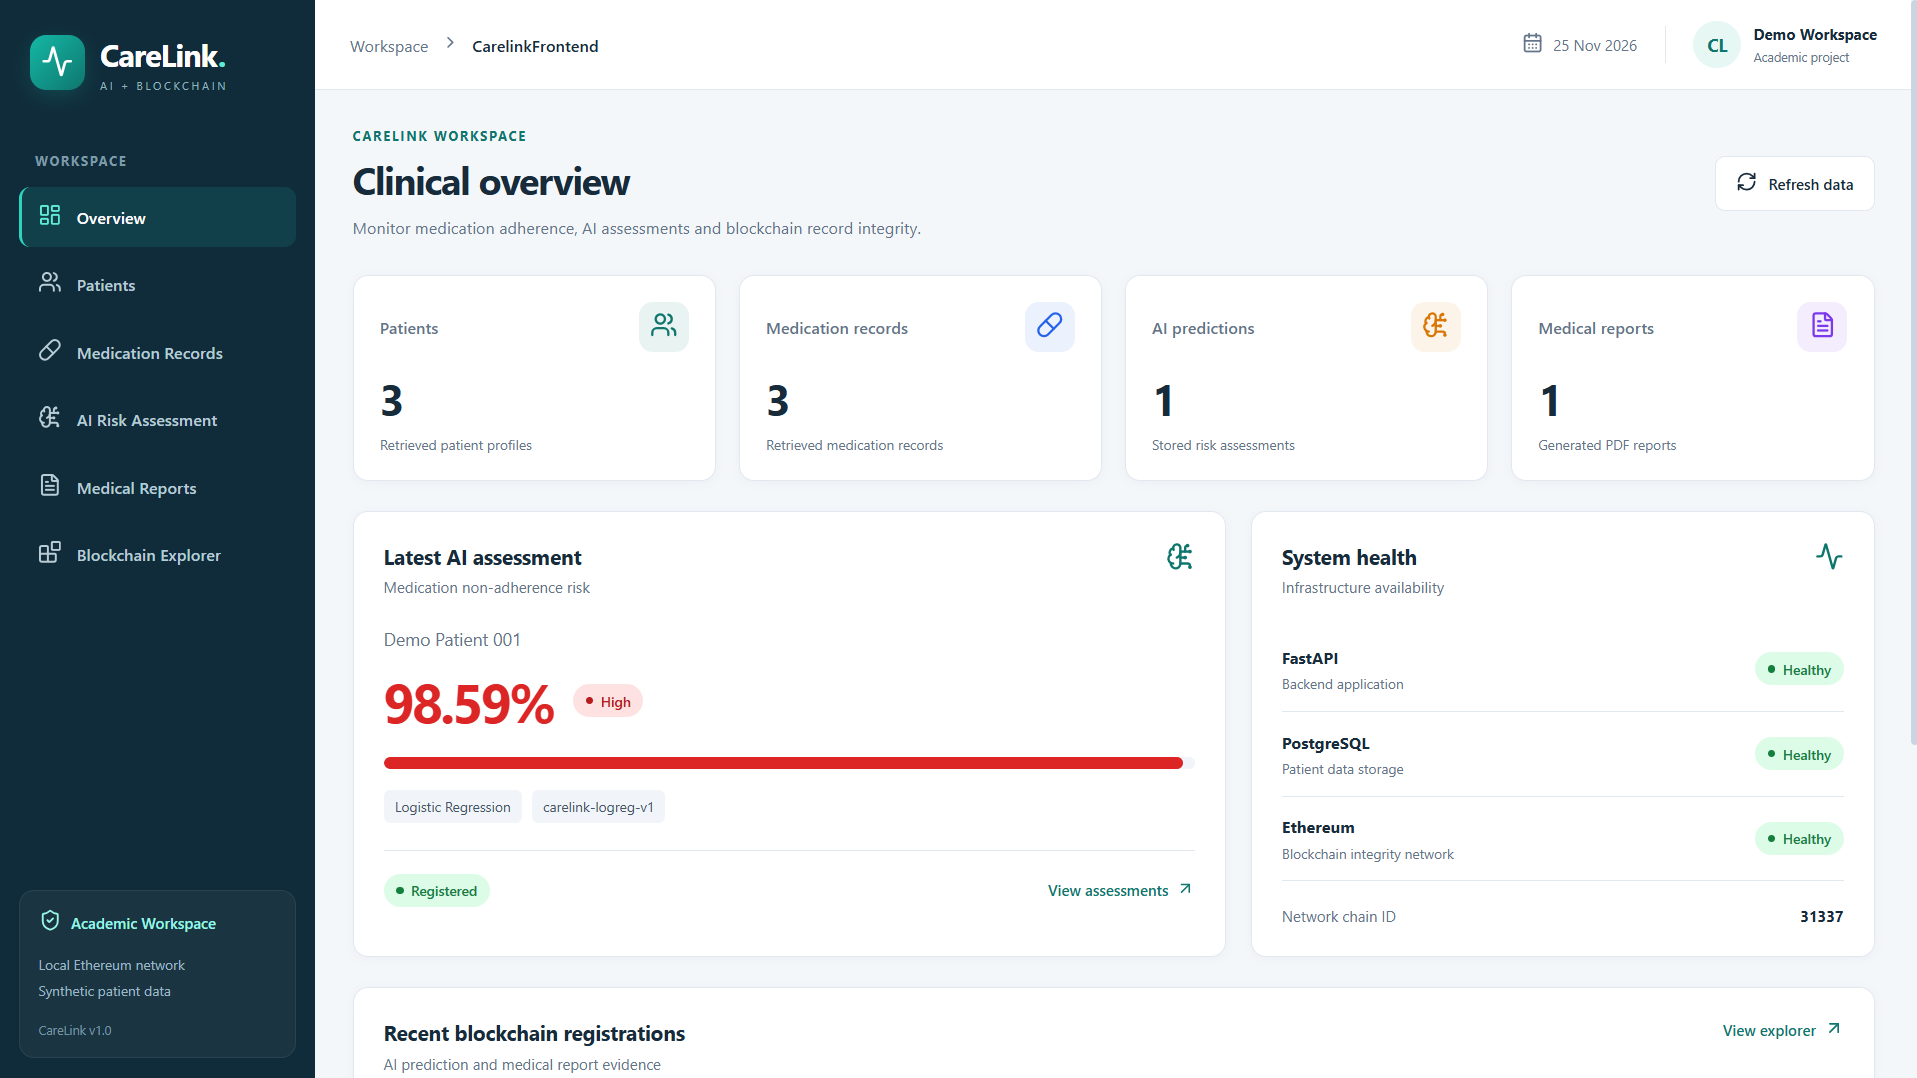 CareLink.
AI + BLOCKCHAIN
WORKSPACE
Overview
Patients
Medication Records
AI Risk Assessment
Medical Reports
Blockchain Explorer
Academic Workspace
Local Ethereum network
Synthetic patient data
CareLink v1.0
Workspace > CarelinkFrontend
25 Nov 2026
CL
Demo Workspace
Academic project
CARELINK WORKSPACE
Clinical overview
Monitor medication adherence, AI assessments and blockchain record integrity.
Refresh data
Patients
3
Retrieved patient profiles
Medication records
3
Retrieved medication records
AI predictions
1
Stored risk assessments
Medical reports
1
Generated PDF reports
Latest AI assessment
Medication non-adherence risk
Demo Patient 001
98.59% High
Logistic Regression carelink-logreg-v1
Registered
View assessments
System health
Infrastructure availability
FastAPI
Backend application
Healthy
PostgreSQL
Patient data storage
Healthy
Ethereum
Blockchain integrity network
Healthy
Network chain ID 31337
Recent blockchain registrations
AI prediction and medical report evidence
View explorer